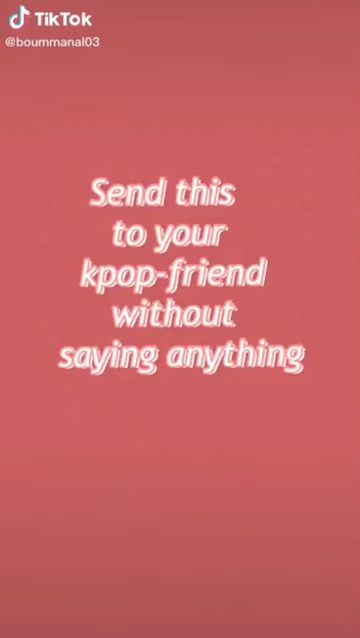 TikTok
@boummanal03
Send this
to your
kpop-friend
without
saying anything